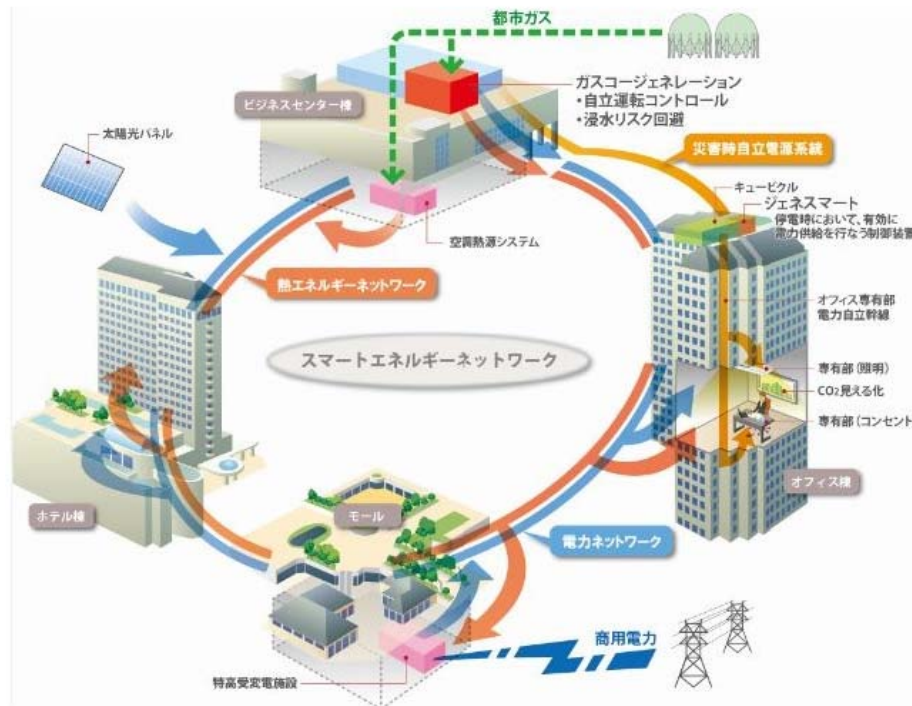 都市ガス
ガスコージェネレーション
・自立運転コントロール
・浸水リスク回避
ビジネスセンター棟
災害時自立電源系統
太陽光パネル
キュービクル
ジェネスマート
停電時において、有効に
電力供給を行なう制御装置
空調熱源システム
熱エネルギーネットワーク
オフィス専有部
電力自立幹線
スマートエネルギーネットワーク
専有部（照明）
CO2見える化
専有部（コンセント
オフィス棟
ホテル棟
モール
電力ネットワーク
商用電力
特高受変電施設